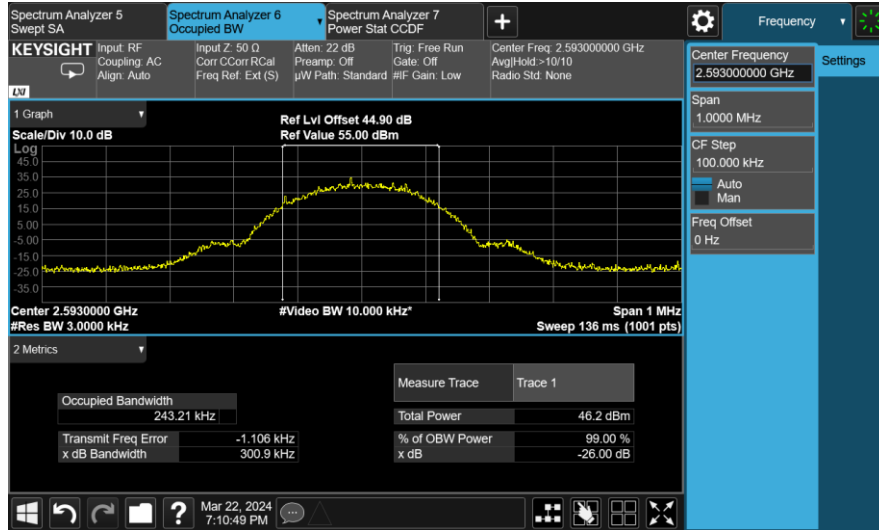 Spectrum Analyzer 5
Swept SA
Spectrum Analyzer 6
Occupied BW
Spectrum Analyzer 7
Power Stat CCDF
+
Frequency
KEYSIGHT
LXI
Input: RF
Coupling: AC
Align: Auto
Input Z: 50 Ω
Corr CCorr RCal
Freq Ref: Ext (S)
Atten: 22 dB
Preamp: Off
µW Path: Standard
Trig: Free Run
Gate: Off
#IF Gain: Low
Center Freq: 2.593000000 GHz
Avg|Hold:>10/10
Radio Std: None
Center Frequency
2.593000000 GHz
Settings
Span
1.0000 MHz
CF Step
100.000 kHz
Auto
Man
Freq Offset
0 Hz
1 Graph
Scale/Div 10.0 dB
Ref Lvl Offset 44.90 dB
Ref Value 55.00 dBm
Log
45.0
35.0
25.0
15.0
5.00
-5.00
-15.0
-25.0
-35.0
Center 2.5930000 GHz
#Video BW 10.000 kHz*
Span 1 MHz
#Res BW 3.0000 kHz
Sweep 136 ms (1001 pts)
2 Metrics
Measure Trace
Trace 1
Occupied Bandwidth
243.21 kHz
Total Power
46.2 dBm
Transmit Freq Error
-1.106 kHz
% of OBW Power
99.00 %
x dB Bandwidth
300.9 kHz
x dB
-26.00 dB
?
Mar 22, 2024
7:10:49 PM